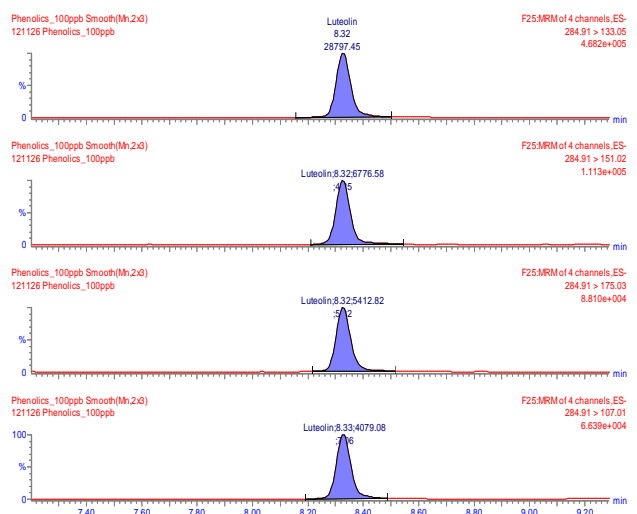 Phenolics_100ppb Smooth(Mn,2x3)
121126 Phenolics_100ppb
Luteolin
8.32
28797.45
F25:MRM of 4 channels,ES-
284.91 > 133.05
4.682e+005
%
0
min
Phenolics_100ppb Smooth(Mn,2x3)
121126 Phenolics_100ppb
Luteolin;8.32;6776.58
F25:MRM of 4 channels,ES-
284.91 > 151.02
1.113e+005
%
0
min
Phenolics_100ppb Smooth(Mn,2x3)
121126 Phenolics_100ppb
Luteolin;8.32;5412.82
F25:MRM of 4 channels,ES-
284.91 > 175.03
8.810e+004
%
0
min
Phenolics_100ppb Smooth(Mn,2x3)
121126 Phenolics_100ppb
Luteolin;8.33;4079.08
F25:MRM of 4 channels,ES-
284.91 > 107.01
6.639e+004
100
%
0
min
7.40 7.60 7.80 8.00 8.20 8.40 8.60 8.80 9.00 9.20